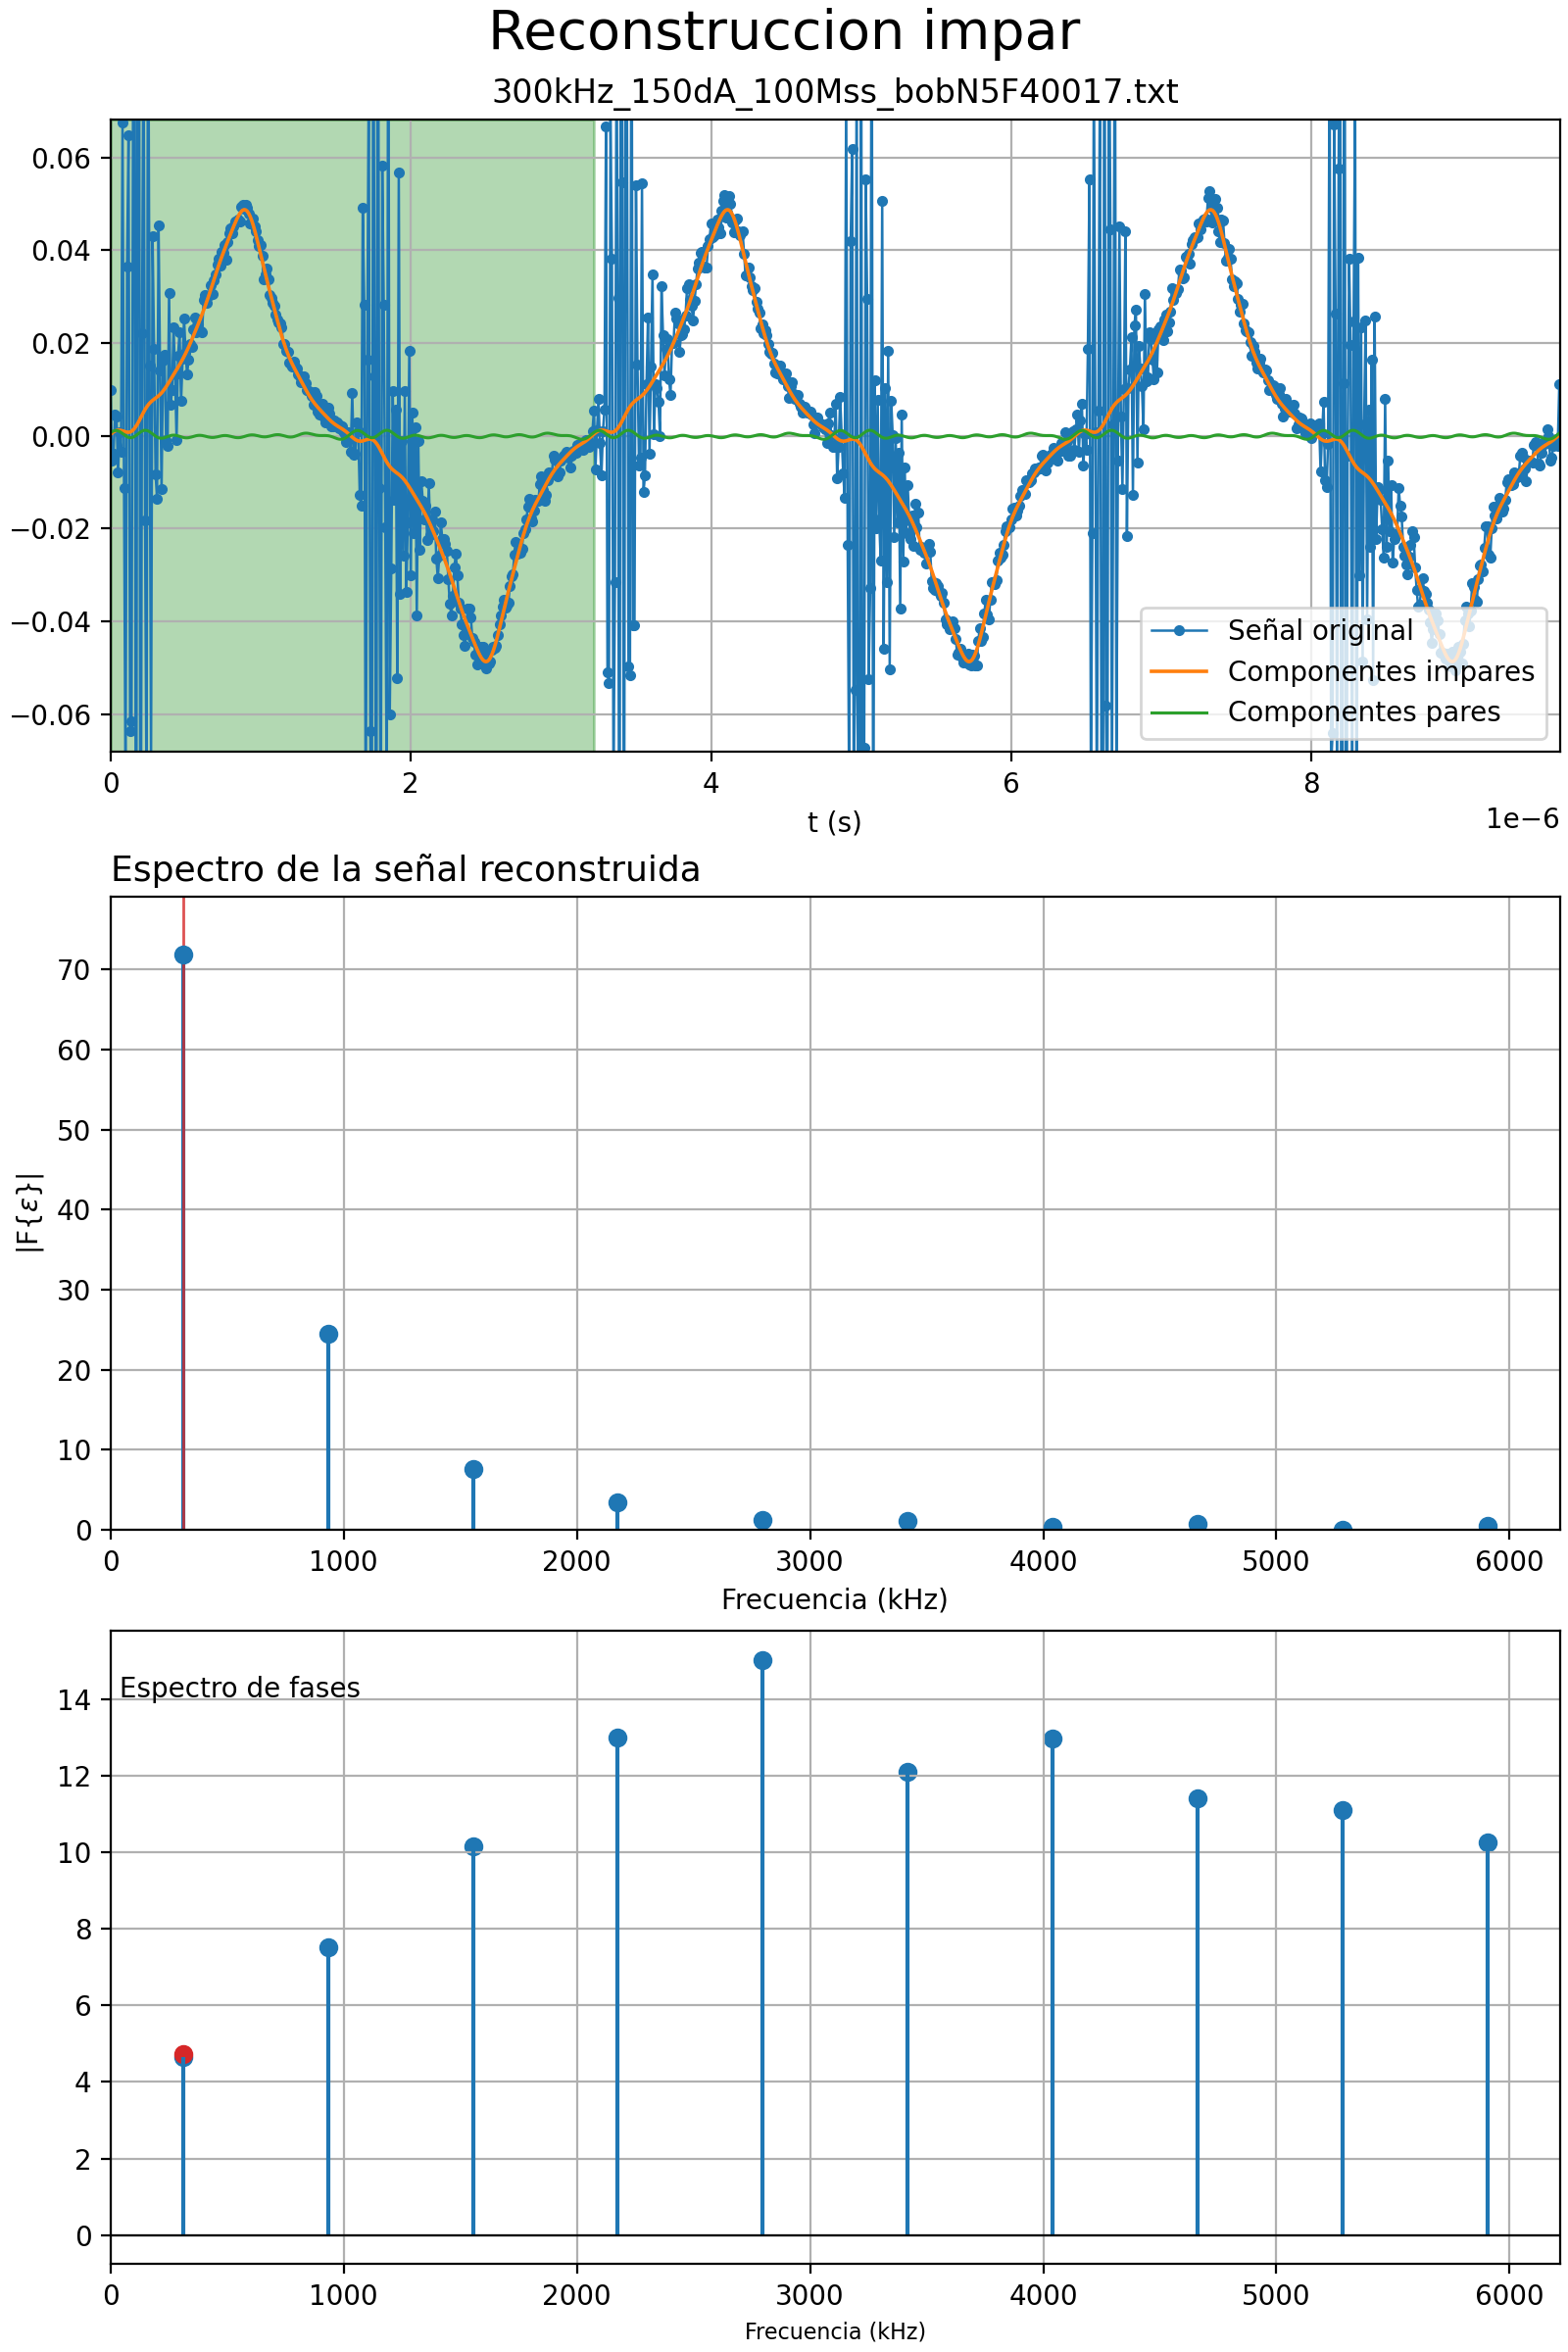 Reconstruccion impar
300kHz_150dA_100Mss_bobN5F40017.txt
0.06
0.04
0.02
0.00
−0.02
−0.04
−0.06
Señal original
Componentes impares
Componentes pares
0 2 4 6 8
t (s)
1e−6
Espectro de la señal reconstruida
|F{ε}|
70
60
50
40
30
20
10
0
0 1000 2000 3000 4000 5000 6000
Frecuencia (kHz)
Espectro de fases
14
12
10
8
6
4
2
0
0 1000 2000 3000 4000 5000 6000
Frecuencia (kHz)